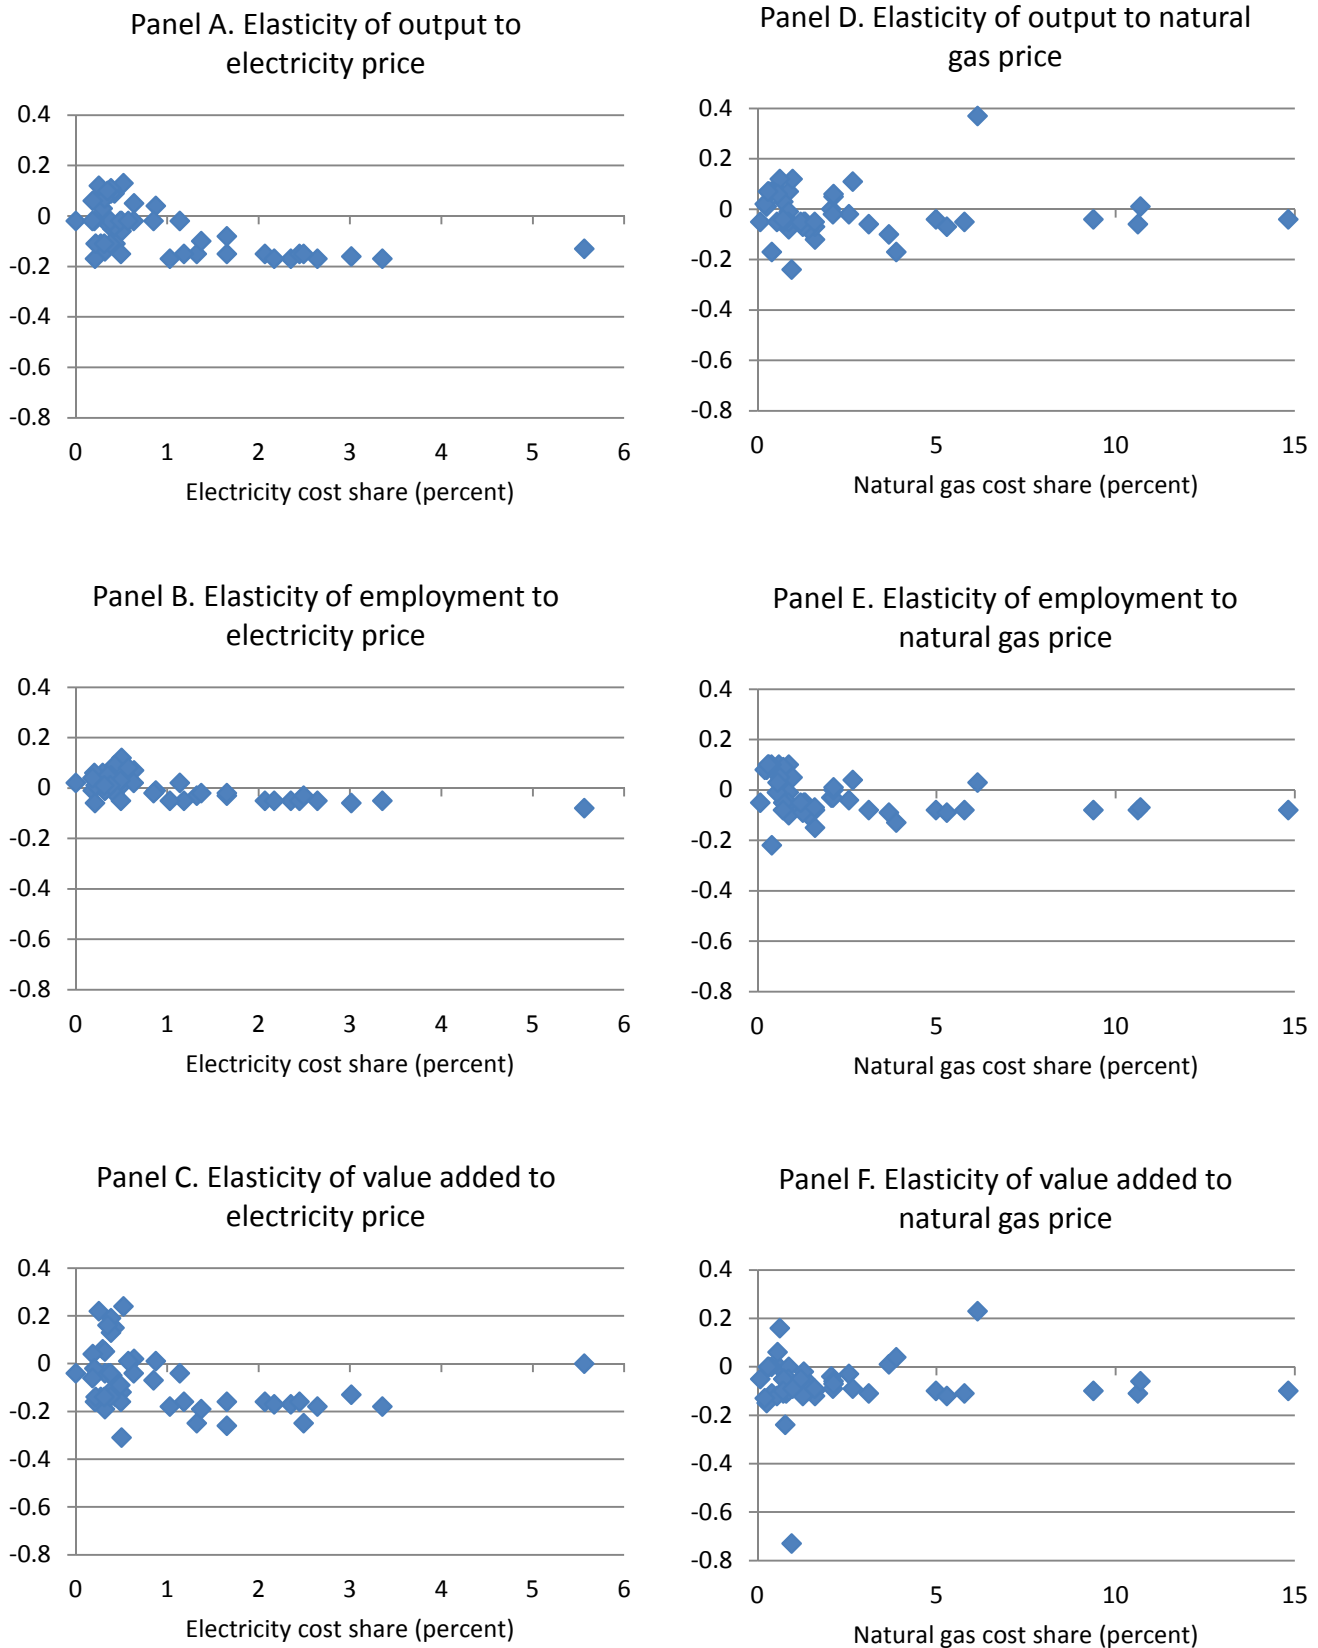 Panel A. Elasticity of output to
electricity price
0.4
0.2
0
-0.2
-0.4
-0.6
-0.8
0 1 2 3 4 5 6
Electricity cost share (percent)
Panel D. Elasticity of output to natural
gas price
0.4
0.2
0
-0.2
-0.4
-0.6
-0.8
0 5 10 15
Natural gas cost share (percent)
Panel B. Elasticity of employment to
electricity price
0.4
0.2
0
-0.2
-0.4
-0.6
-0.8
0 1 2 3 4 5 6
Electricity cost share (percent)
Panel E. Elasticity of employment to
natural gas price
0.4
0.2
0
-0.2
-0.4
-0.6
-0.8
0 5 10 15
Natural gas cost share (percent)
Panel C. Elasticity of value added to
electricity price
0.4
0.2
0
-0.2
-0.4
-0.6
-0.8
0 1 2 3 4 5 6
Electricity cost share (percent)
Panel F. Elasticity of value added to
natural gas price
0.4
0.2
0
-0.2
-0.4
-0.6
-0.8
0 5 10 15
Natural gas cost share (percent)